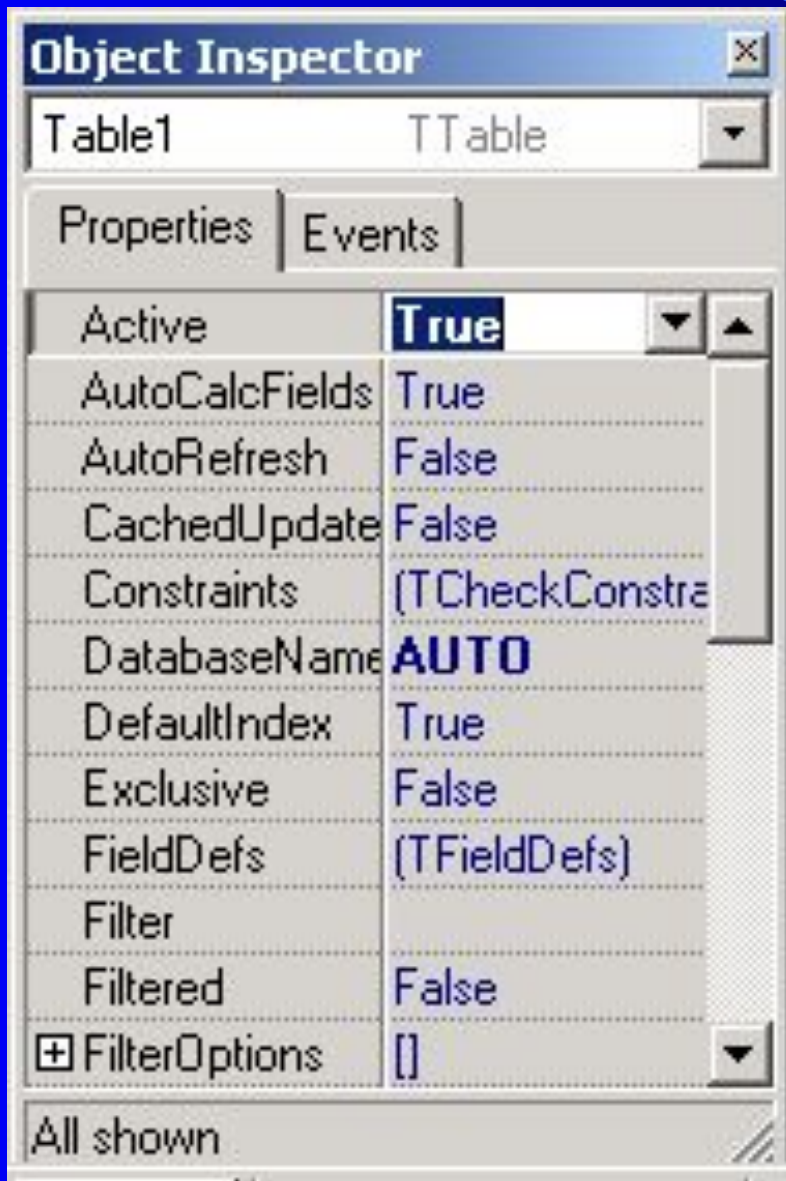 Object Inspector
Table1 TTable
Properties Events
Active True
AutoCalcFields True
AutoRefresh False
CachedUpdate False
Constraints (TCheckConstra
DatabaseName AUTO
DefaultIndex True
Exclusive False
FieldDefs (TFieldDefs)
Filter
Filtered False
FilterOptions []
All shown